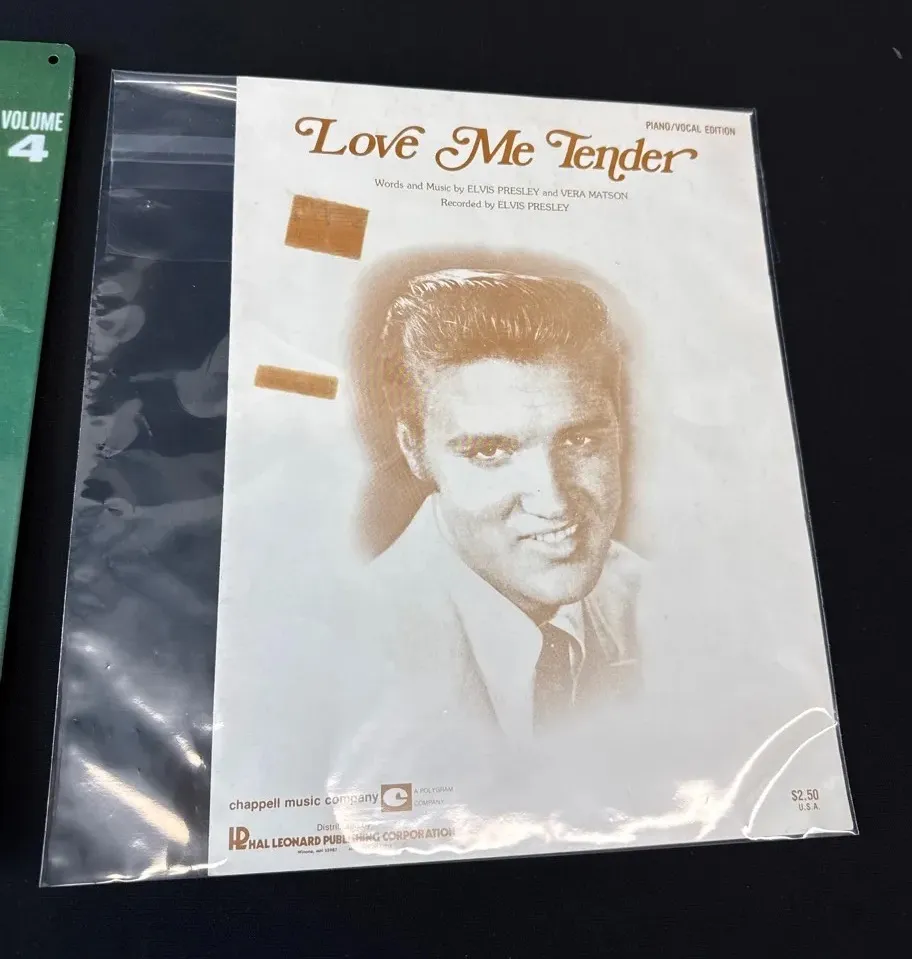 VOLUME
4
PIANO/VOCAL EDITION
Love Me Tender
Words and Music by ELVIS PRESLEY and VERA MATSON
Recorded by ELVIS PRESLEY
chappell music company
A POLYGRAM
COMPANY
$2.50
U.S.A.
HAL LEONARD PUBLISHING CORPORATION